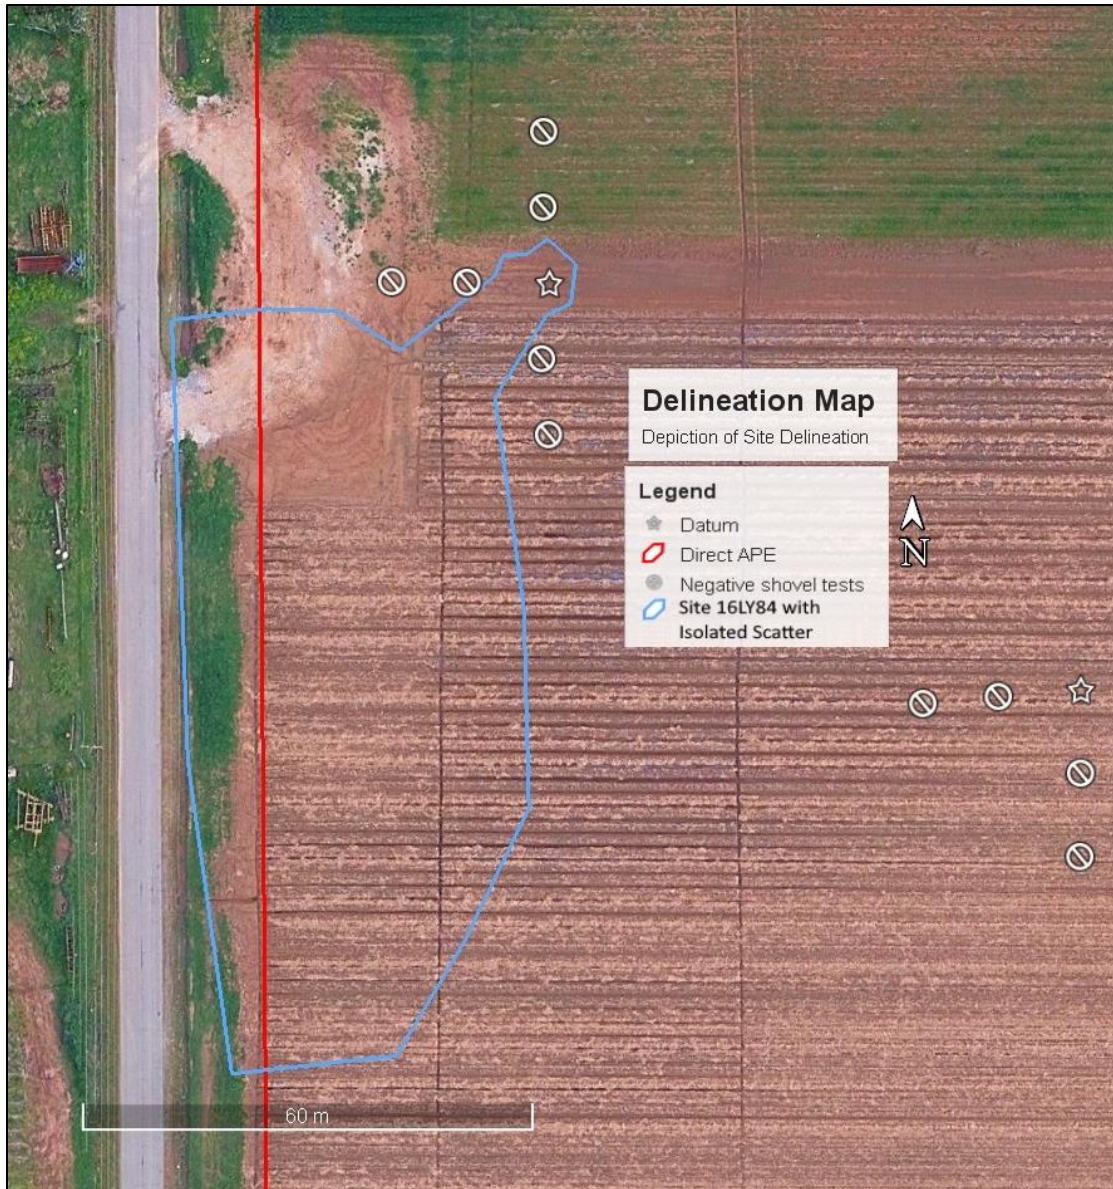 Delineation Map
Depiction of Site Delineation
Legend
Datum
Direct APE
N
Negative shovel tests
Site 16LY84 with
Isolated Scatter
60 m